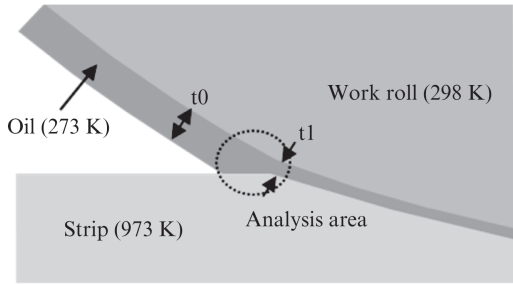 t0
Work roll (298 K)
Oil (273 K)
t1
Analysis area
Strip (973 K)